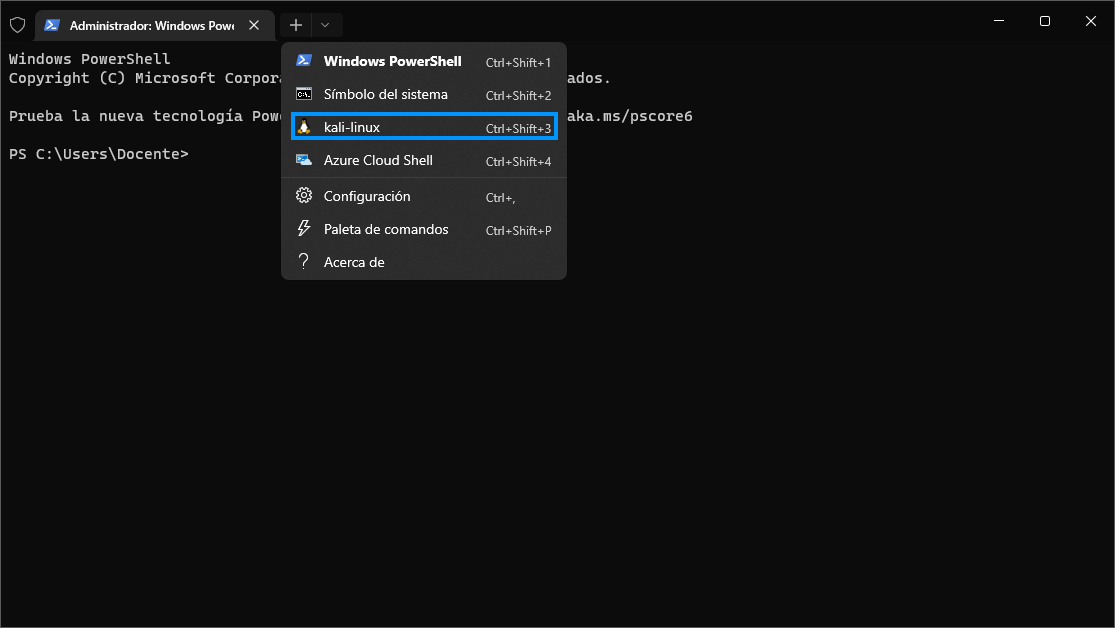 Administrador: Windows Powe
Windows PowerShell
Copyright (C) Microsoft Corpora
ados.
Prueba la nueva tecnología Pow
aka.ms/pscore6
PS C:\Users\Docente>
Windows PowerShell Ctrl+Shift+1
C:\.
Símbolo del sistema Ctrl+Shift+2
kali-linux Ctrl+Shift+3
Azure Cloud Shell Ctrl+Shift+4
Configuración Ctrl+,
Paleta de comandos Ctrl+Shift+P
? Acerca de